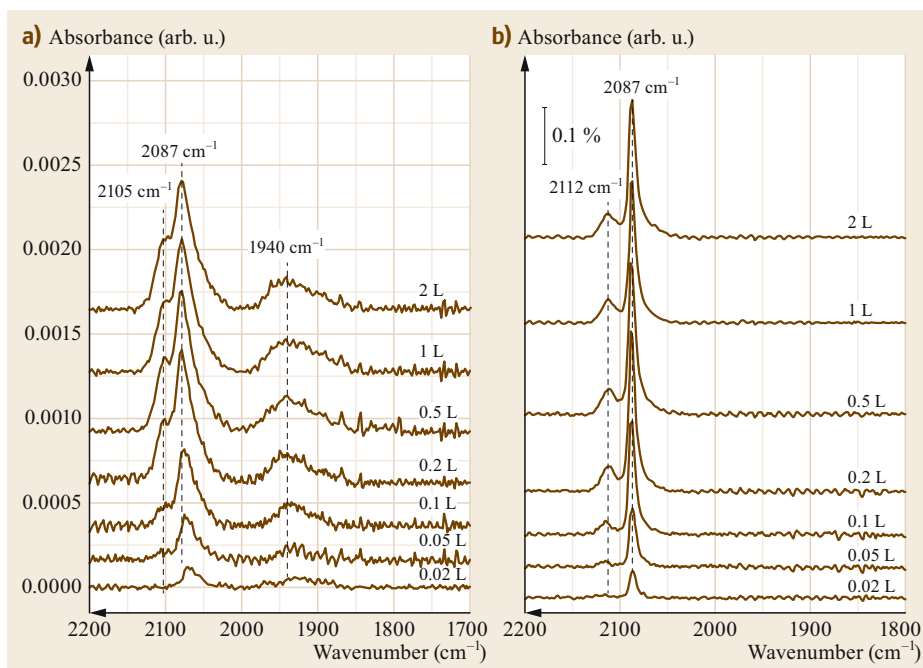 a) Absorbance (arb. u.)
0.0030
0.0025
0.0020
0.0015
0.0010
0.0005
0.0000
2087 cm⁻¹
2105 cm⁻¹
1940 cm⁻¹
2 L
1 L
0.5 L
0.2 L
0.1 L
0.05 L
0.02 L
2200 2100 2000 1900 1800 1700
Wavenumber (cm⁻¹)
b) Absorbance (arb. u.)
2087 cm⁻¹
0.1 %
2112 cm⁻¹
2 L
1 L
0.5 L
0.2 L
0.1 L
0.05 L
0.02 L
2200 2100 2000 1900 1800
Wavenumber (cm⁻¹)